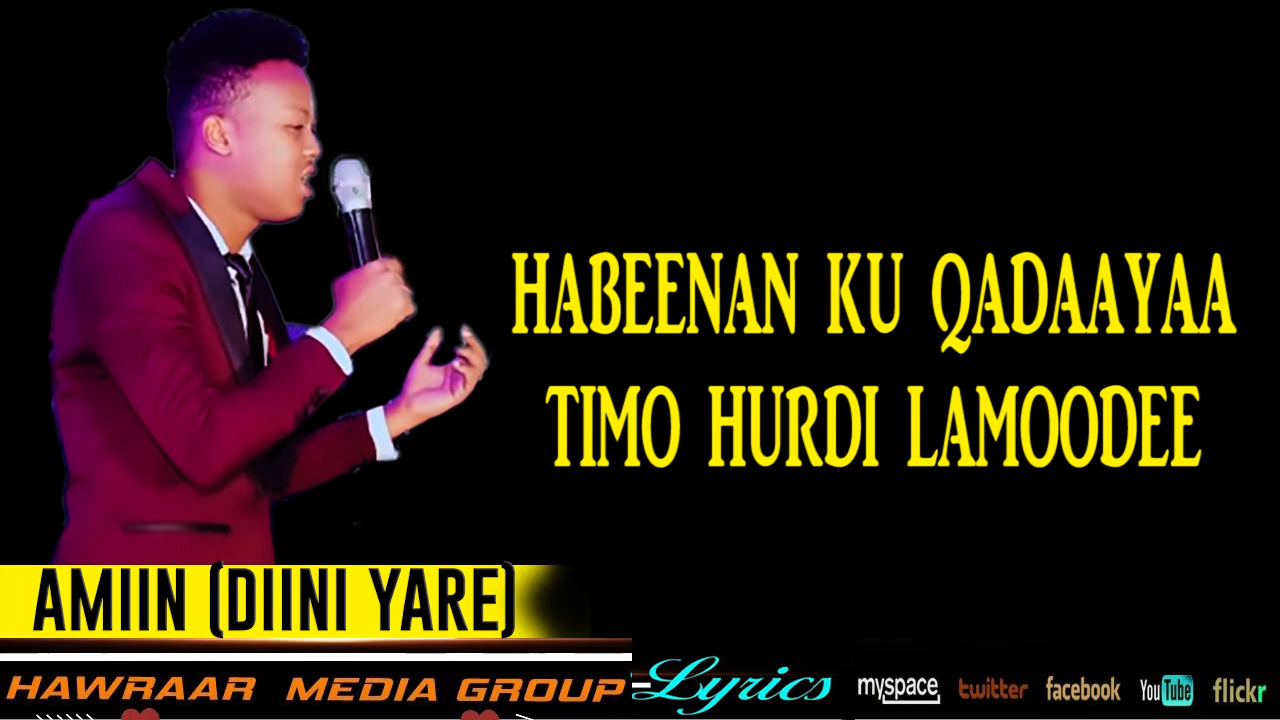 HABEENAN KU QADAAYAA
TIMO HURDI LAMOODEE
AMIIN (DIINI YARE)
HAWRAAR MEDIA GROUP - Lyrics
myspace twitter facebook YouTube flickr